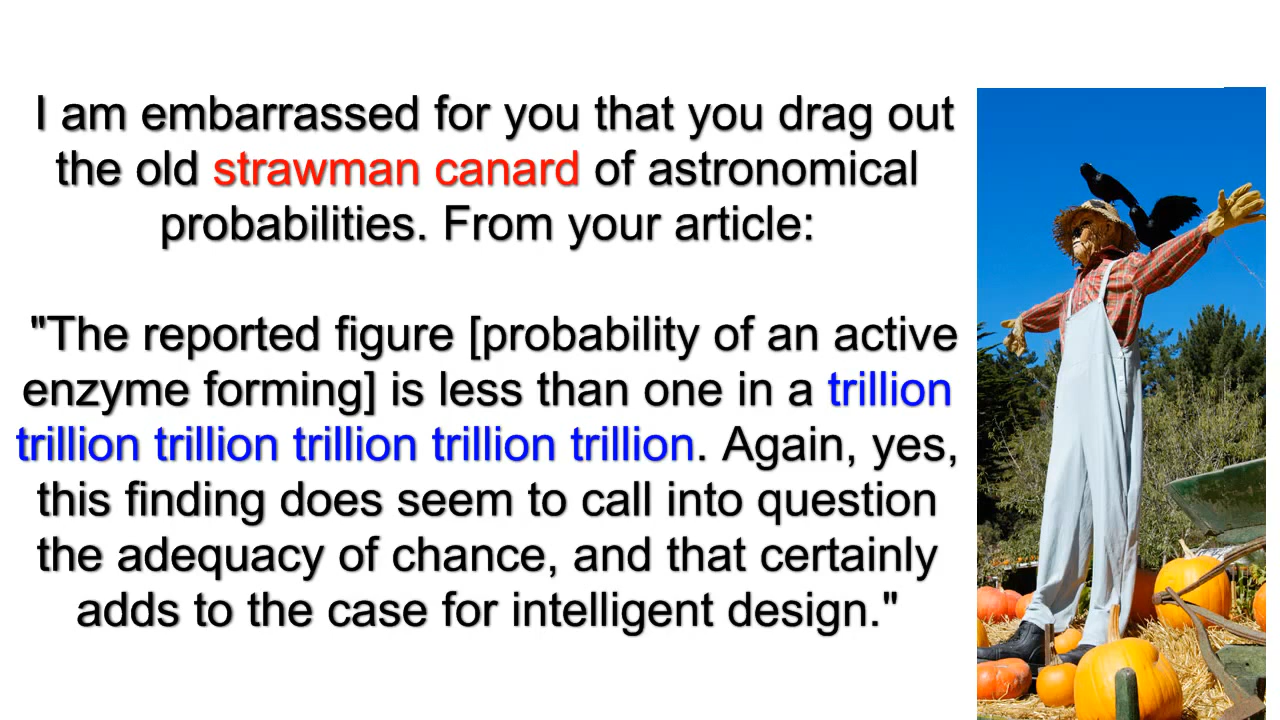 I am embarrassed for you that you drag out
the old strawman canard of astronomical
probabilities. From your article:
"The reported figure [probability of an active
enzyme forming] is less than one in a trillion
trillion trillion trillion trillion trillion. Again, yes,
this finding does seem to call into question
the adequacy of chance, and that certainly
adds to the case for intelligent design."